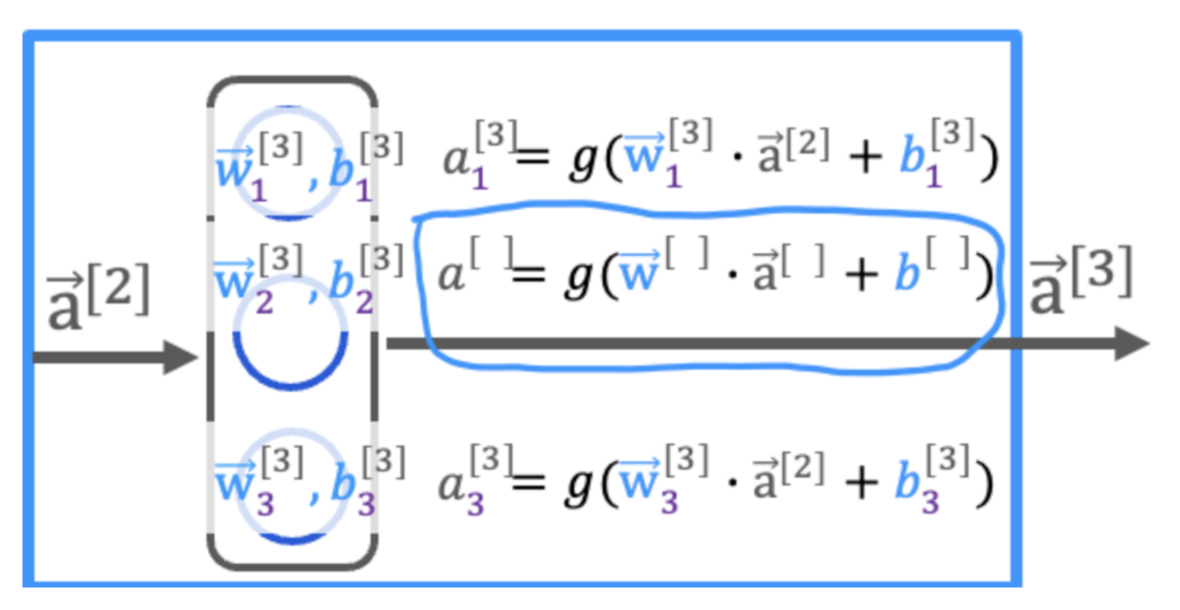 w⃗₁^[3], b₁^[3] a₁^[3] = g(w⃗₁^[3] · a⃗^[2] + b₁^[3])
w⃗₂^[3], b₂^[3] a^[ ] = g(w⃗^[ ] · a⃗^[ ] + b^[ ])
a⃗^[2]
a⃗^[3]
w⃗₃^[3], b₃^[3] a₃^[3] = g(w⃗₃^[3] · a⃗^[2] + b₃^[3])